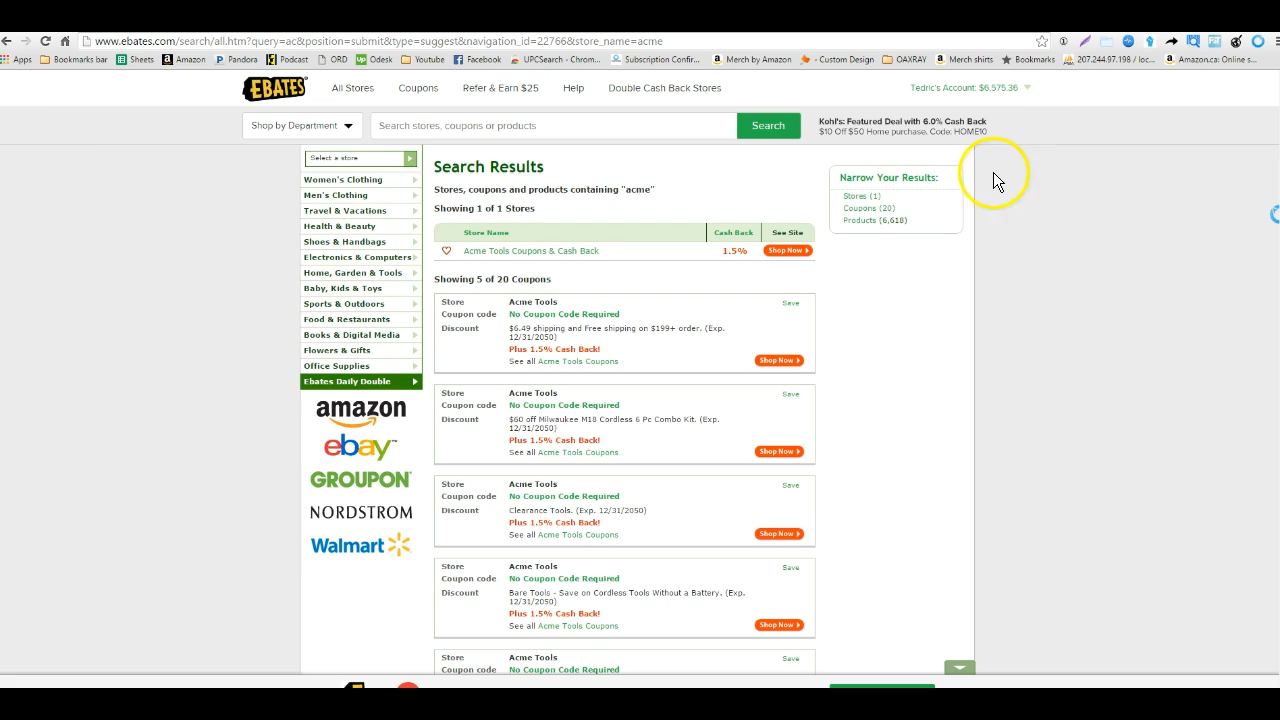 www.ebates.com/search/all.htm?query=ac&position=submit&type=suggest&navigation_id=22766&store_name=acme
Apps Bookmarks bar Sheets Amazon Pandora Podcast ORD Odesk Youtube Facebook UPCSearch - Chrom... Subscription Confir... Merch by Amazon - Custom Design OAXRAY Merch shirts Bookmarks 207.244.97.198 / loc... Amazon.ca: Online s...
EBATES All Stores Coupons Refer & Earn $25 Help Double Cash Back Stores Tedric's Account: $6,575.36
Shop by Department Search stores, coupons or products Search
Kohl's: Featured Deal with 6.0% Cash Back
$10 Off $50 Home purchase. Code: HOME10
Select a store
Women's Clothing
Men's Clothing
Travel & Vacations
Health & Beauty
Shoes & Handbags
Electronics & Computers
Home, Garden & Tools
Baby, Kids & Toys
Sports & Outdoors
Food & Restaurants
Books & Digital Media
Flowers & Gifts
Office Supplies
Ebates Daily Double
amazon
ebay
GROUPON
NORDSTROM
Walmart
Search Results
Stores, coupons and products containing "acme"
Showing 1 of 1 Stores
Store Name Cash Back See Site
Acme Tools Coupons & Cash Back 1.5% Shop Now
Showing 5 of 20 Coupons
Store Acme Tools Save
Coupon code No Coupon Code Required
Discount $6.49 shipping and Free shipping on $199+ order. (Exp.
12/31/2050)
Plus 1.5% Cash Back!
See all Acme Tools Coupons Shop Now
Store Acme Tools Save
Coupon code No Coupon Code Required
Discount $60 off Milwaukee M18 Cordless 6 Pc Combo Kit. (Exp.
12/31/2050)
Plus 1.5% Cash Back!
See all Acme Tools Coupons Shop Now
Store Acme Tools Save
Coupon code No Coupon Code Required
Discount Clearance Tools. (Exp. 12/31/2050)
Plus 1.5% Cash Back!
See all Acme Tools Coupons Shop Now
Store Acme Tools Save
Coupon code No Coupon Code Required
Discount Bare Tools - Save on Cordless Tools Without a Battery. (Exp.
12/31/2050)
Plus 1.5% Cash Back!
See all Acme Tools Coupons Shop Now
Store Acme Tools Save
Coupon code No Coupon Code Required
Narrow Your Results:
Stores (1)
Coupons (20)
Products (6,618)